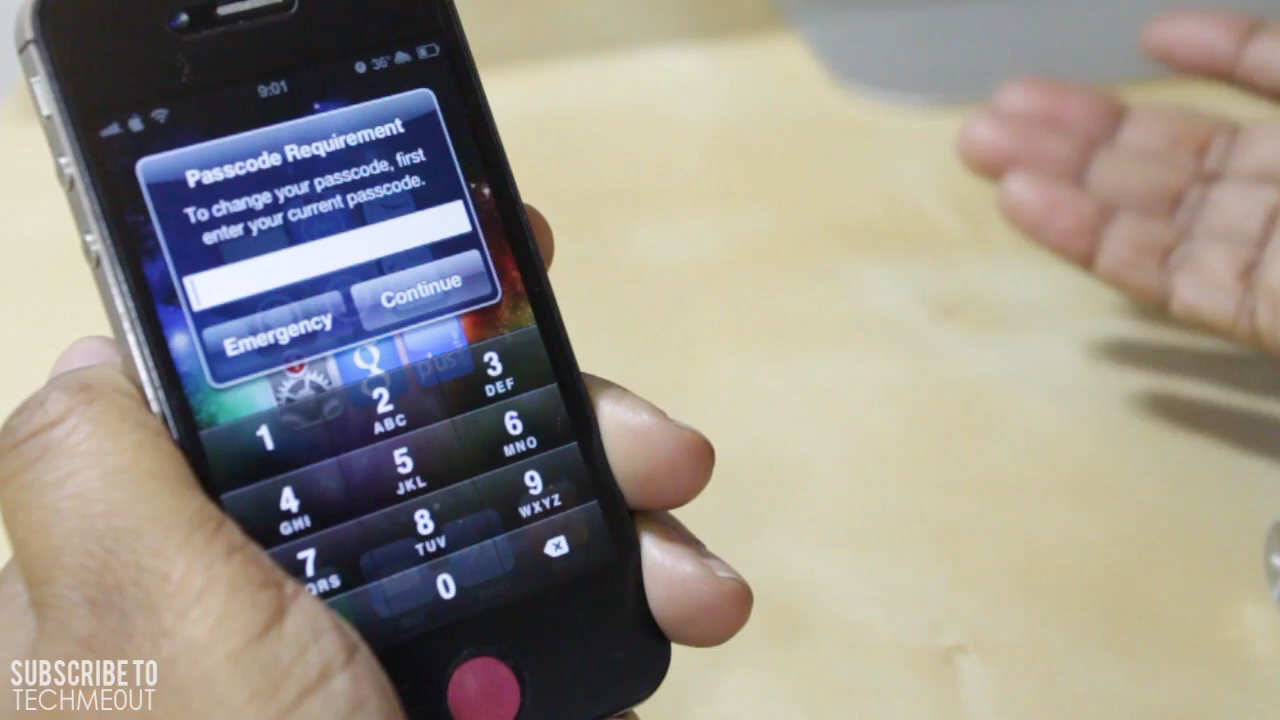 36°
9:01
Passcode Requirement
To change your passcode, first
enter your current passcode.
Emergency
Continue
1
2
ABC
3
DEF
4
GHI
5
JKL
6
MNO
7
QRS
8
TUV
9
WXYZ
0
SUBSCRIBE TO
TECHMEOUT